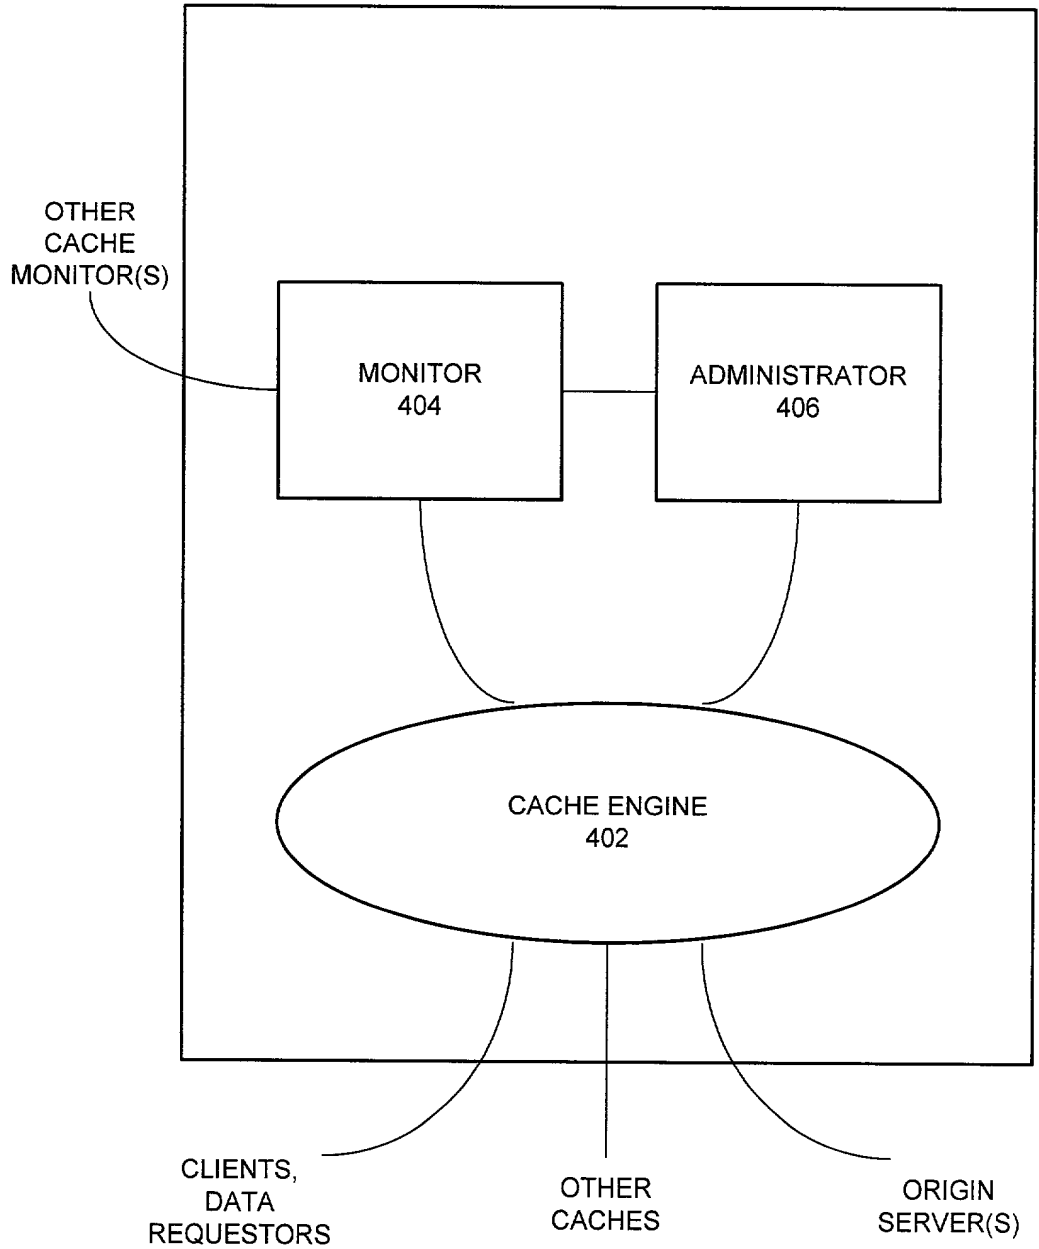 OTHER
CACHE
MONITOR(S)
MONITOR
404
ADMINISTRATOR
406
CACHE ENGINE
402
CLIENTS,
DATA
REQUESTORS
OTHER
CACHES
ORIGIN
SERVER(S)